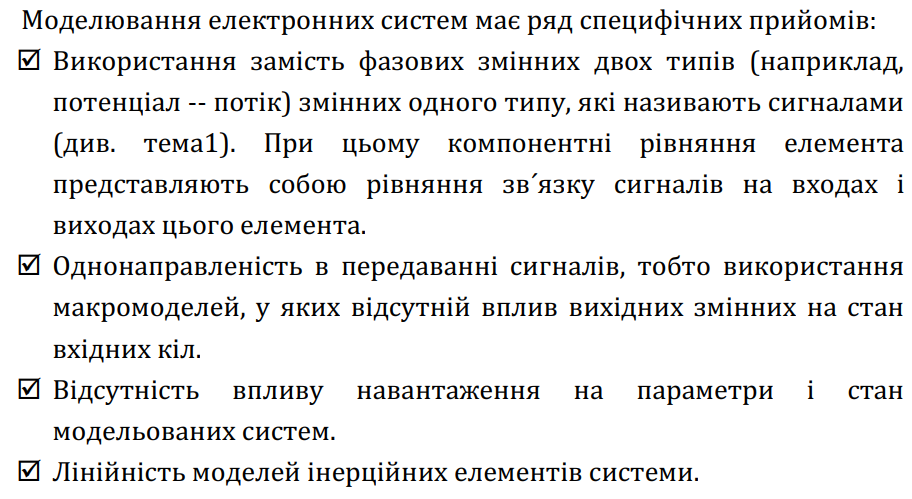 Моделювання електронних систем має ряд специфічних прийомів:
☑ Використання замість фазових змінних двох типів (наприклад,
потенціал -- потік) змінних одного типу, які називають сигналами
(див. тема1). При цьому компонентні рівняння елемента
представляють собою рівняння зв´язку сигналів на входах і
виходах цього елемента.
☑ Однонаправленість в передаванні сигналів, тобто використання
макромоделей, у яких відсутній вплив вихідних змінних на стан
вхідних кіл.
☑ Відсутність впливу навантаження на параметри і стан
модельованих систем.
☑ Лінійність моделей інерційних елементів системи.